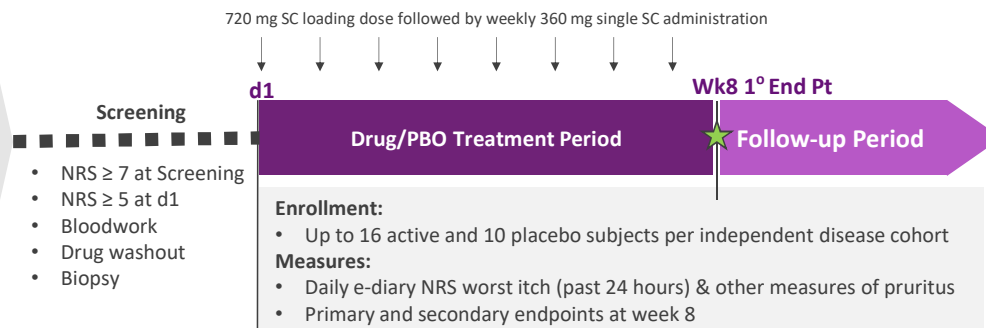 720 mg SC loading dose followed by weekly 360 mg single SC administration
d1
Wk8 1° End Pt
Screening
Drug/PBO Treatment Period
Follow-up Period
• NRS ≥ 7 at Screening
• NRS ≥ 5 at d1
• Bloodwork
• Drug washout
• Biopsy
Enrollment:
• Up to 16 active and 10 placebo subjects per independent disease cohort
Measures:
• Daily e-diary NRS worst itch (past 24 hours) & other measures of pruritus
• Primary and secondary endpoints at week 8